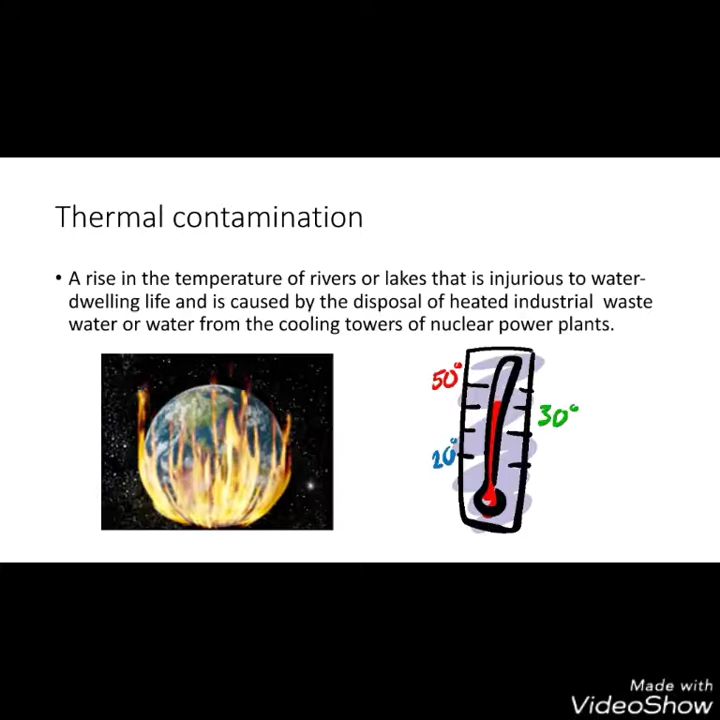 Thermal contamination
• A rise in the temperature of rivers or lakes that is injurious to water-
dwelling life and is caused by the disposal of heated industrial waste
water or water from the cooling towers of nuclear power plants.
50°
30°
20°
Made with
VideoShow